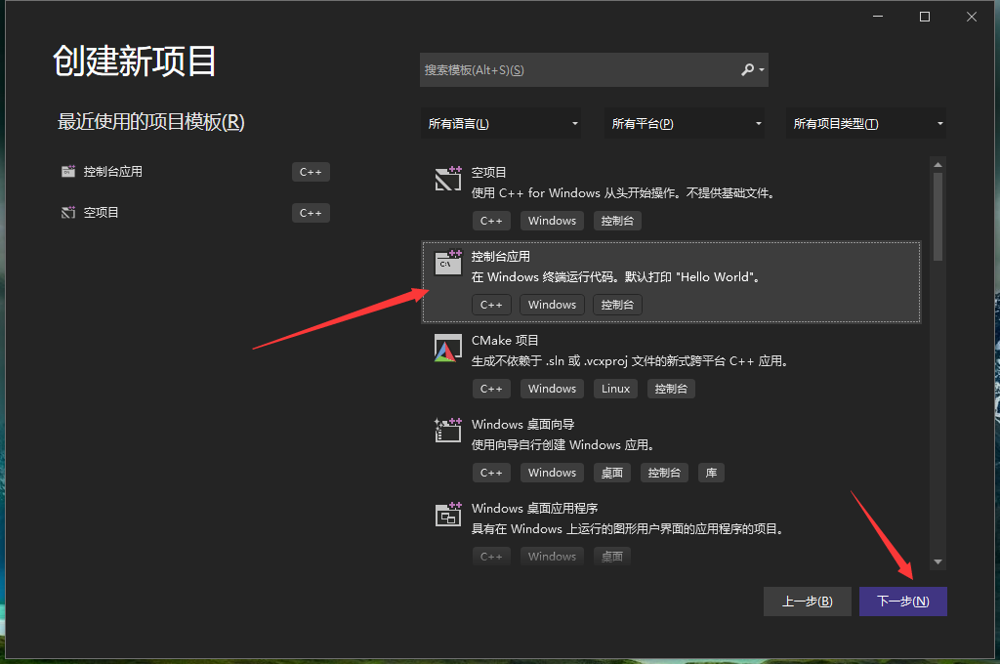 创建新项目
搜索模板(Alt+S)(S)
最近使用的项目模板(R)
所有语言(L)
所有平台(P)
所有项目类型(T)
控制台应用
C++
空项目
C++
空项目
使用 C++ for Windows 从头开始操作。不提供基础文件。
C++ Windows 控制台
C:\
控制台应用
在 Windows 终端运行代码。默认打印 "Hello World"。
C++ Windows 控制台
CMake 项目
生成不依赖于 .sln 或 .vcxproj 文件的新式跨平台 C++ 应用。
C++ Windows Linux 控制台
Windows 桌面向导
使用向导自行创建 Windows 应用。
C++ Windows 桌面 控制台 库
Windows 桌面应用程序
具有在 Windows 上运行的图形用户界面的应用程序的项目。
C++ Windows 桌面
上一步(B)
下一步(N)